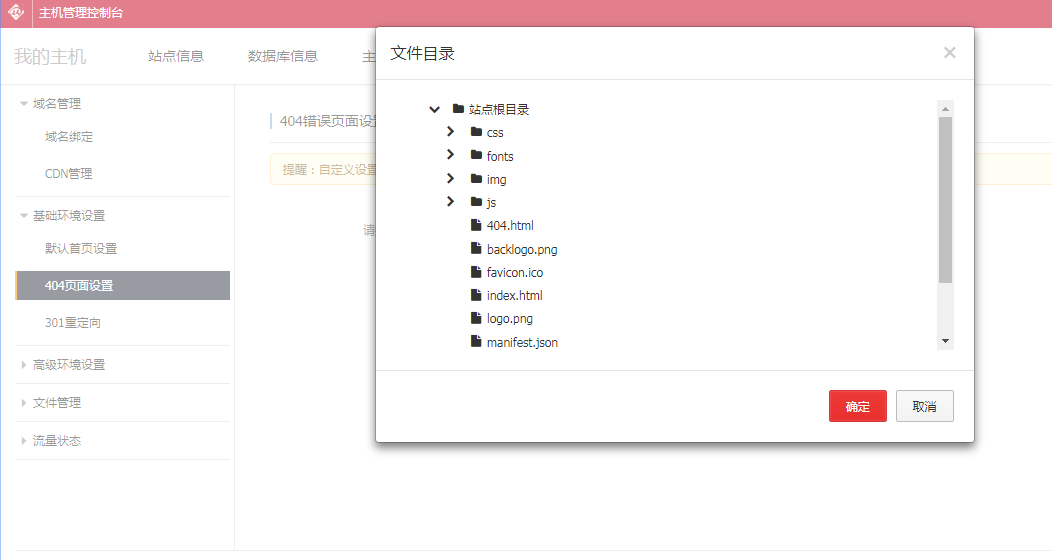 主机管理控制台
我的主机
站点信息
数据库信息
主
域名管理
域名绑定
CDN管理
基础环境设置
默认首页设置
404页面设置
301重定向
高级环境设置
文件管理
流量状态
404错误页面设置
提醒：自定义设置
请
文件目录
×
站点根目录
css
fonts
img
js
404.html
backlogo.png
favicon.ico
index.html
logo.png
manifest.json
确定
取消